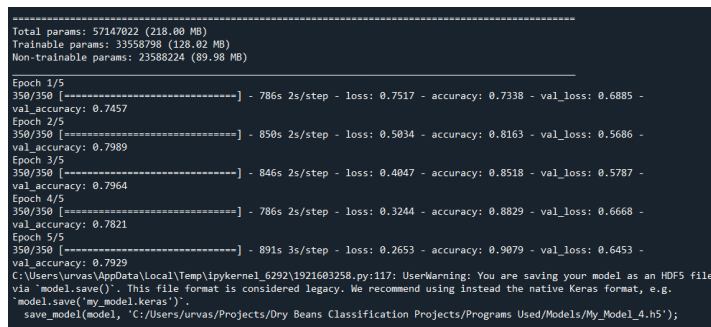 =================================================================================
Total params: 57147022 (218.00 MB)
Trainable params: 33558798 (128.02 MB)
Non-trainable params: 23588224 (89.98 MB)
_________________________________________________________________________________
Epoch 1/5
350/350 [==============================] - 786s 2s/step - loss: 0.7517 - accuracy: 0.7338 - val_loss: 0.6885 -
val_accuracy: 0.7457
Epoch 2/5
350/350 [==============================] - 850s 2s/step - loss: 0.5034 - accuracy: 0.8163 - val_loss: 0.5686 -
val_accuracy: 0.7989
Epoch 3/5
350/350 [==============================] - 846s 2s/step - loss: 0.4047 - accuracy: 0.8518 - val_loss: 0.5787 -
val_accuracy: 0.7964
Epoch 4/5
350/350 [==============================] - 786s 2s/step - loss: 0.3244 - accuracy: 0.8829 - val_loss: 0.6668 -
val_accuracy: 0.7821
Epoch 5/5
350/350 [==============================] - 891s 3s/step - loss: 0.2653 - accuracy: 0.9079 - val_loss: 0.6453 -
val_accuracy: 0.7929
C:\Users\urvas\AppData\Local\Temp\ipykernel_6292\1921603258.py:117: UserWarning: You are saving your model as an HDF5 file
via `model.save()`. This file format is considered legacy. We recommend using instead the native Keras format, e.g.
`model.save('my_model.keras')`.
save_model(model, 'C:/Users/urvas/Projects/Dry Beans Classification Projects/Programs Used/Models/My_Model_4.h5');